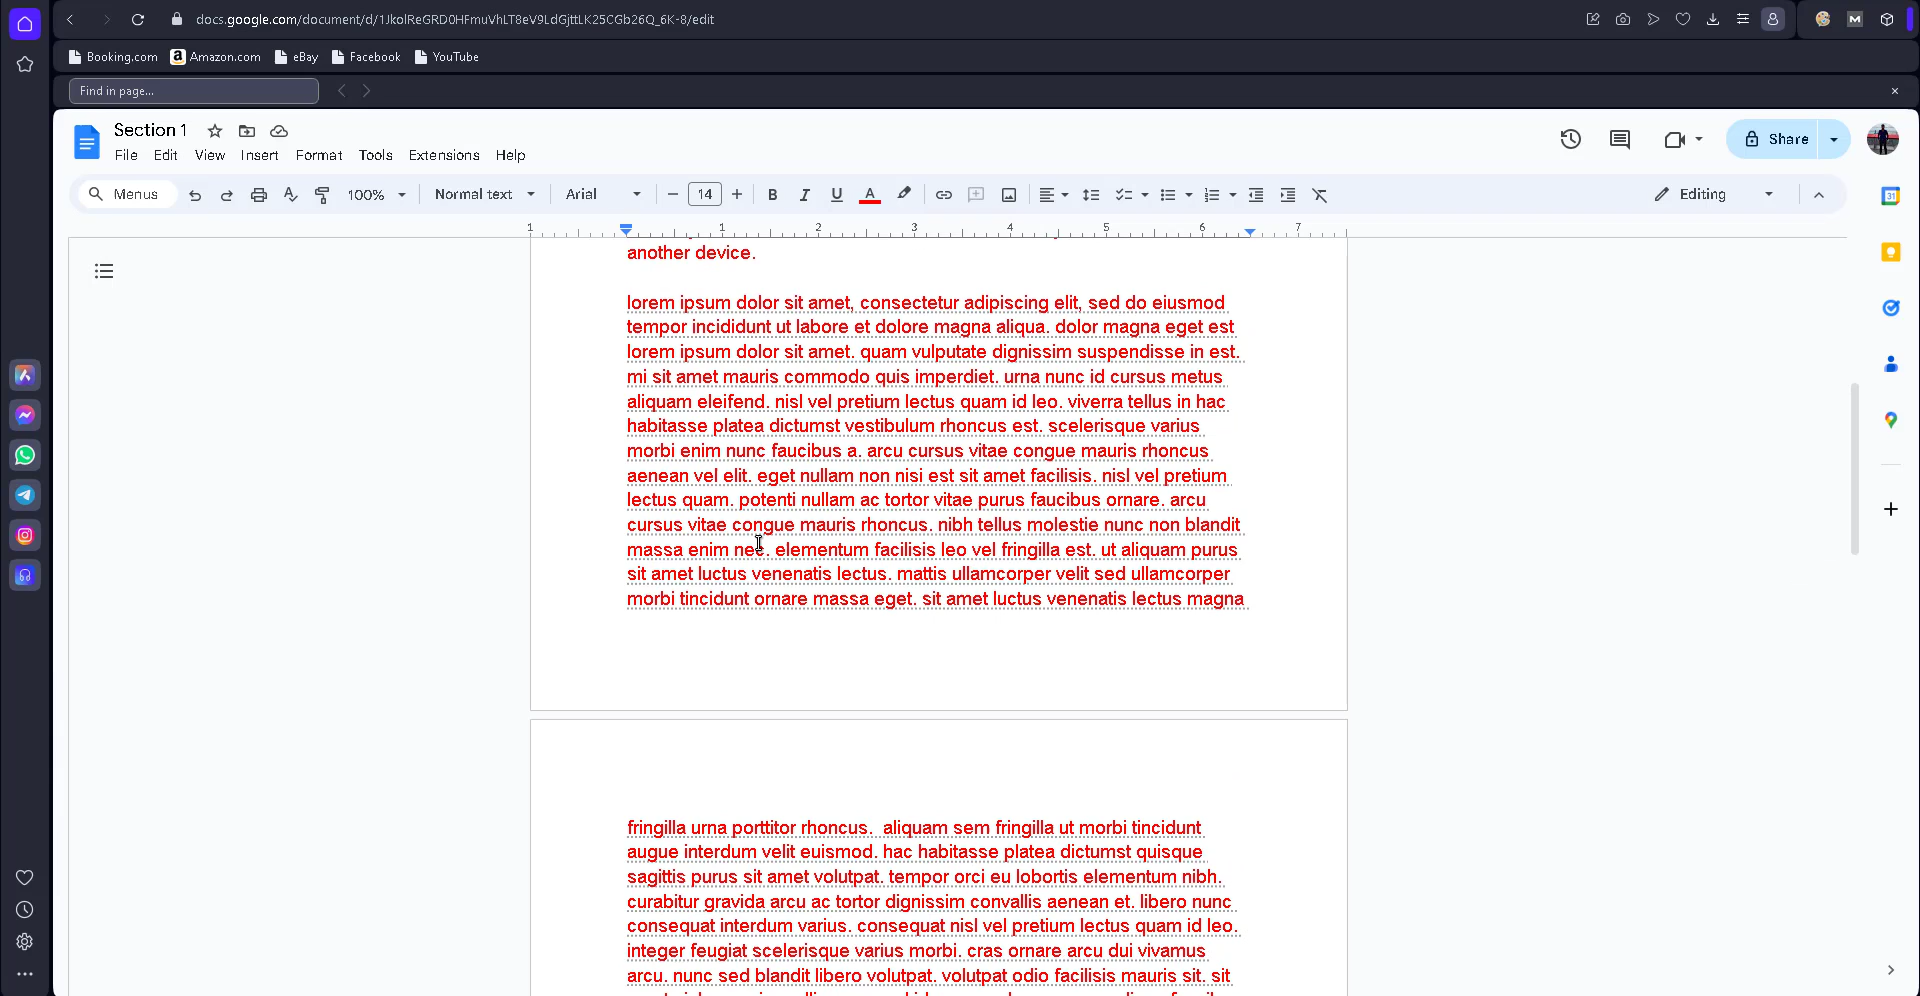 docs.google.com/document/d/1JkolReGRD0HFmuVhLT8eV9LdGjttLK25CGb26Q_6K-8/edit
Booking.com Amazon.com eBay Facebook YouTube
Find in page...
Section 1
File Edit View Insert Format Tools Extensions Help
Share
Menus 100% Normal text Arial 14 Editing
1 1 2 3 4 5 6 7
another device.
lorem ipsum dolor sit amet, consectetur adipiscing elit, sed do eiusmod
tempor incididunt ut labore et dolore magna aliqua. dolor magna eget est
lorem ipsum dolor sit amet. quam vulputate dignissim suspendisse in est.
mi sit amet mauris commodo quis imperdiet. urna nunc id cursus metus
aliquam eleifend. nisl vel pretium lectus quam id leo. viverra tellus in hac
habitasse platea dictumst vestibulum rhoncus est. scelerisque varius
morbi enim nunc faucibus a. arcu cursus vitae congue mauris rhoncus
aenean vel elit. eget nullam non nisi est sit amet facilisis. nisl vel pretium
lectus quam. potenti nullam ac tortor vitae purus faucibus ornare. arcu
cursus vitae congue mauris rhoncus. nibh tellus molestie nunc non blandit
massa enim nec. elementum facilisis leo vel fringilla est. ut aliquam purus
sit amet luctus venenatis lectus. mattis ullamcorper velit sed ullamcorper
morbi tincidunt ornare massa eget. sit amet luctus venenatis lectus magna
fringilla urna porttitor rhoncus.  aliquam sem fringilla ut morbi tincidunt
augue interdum velit euismod. hac habitasse platea dictumst quisque
sagittis purus sit amet volutpat. tempor orci eu lobortis elementum nibh.
curabitur gravida arcu ac tortor dignissim convallis aenean et. libero nunc
consequat interdum varius. consequat nisl vel pretium lectus quam id leo.
integer feugiat scelerisque varius morbi. cras ornare arcu dui vivamus
arcu. nunc sed blandit libero volutpat. volutpat odio facilisis mauris sit. sit